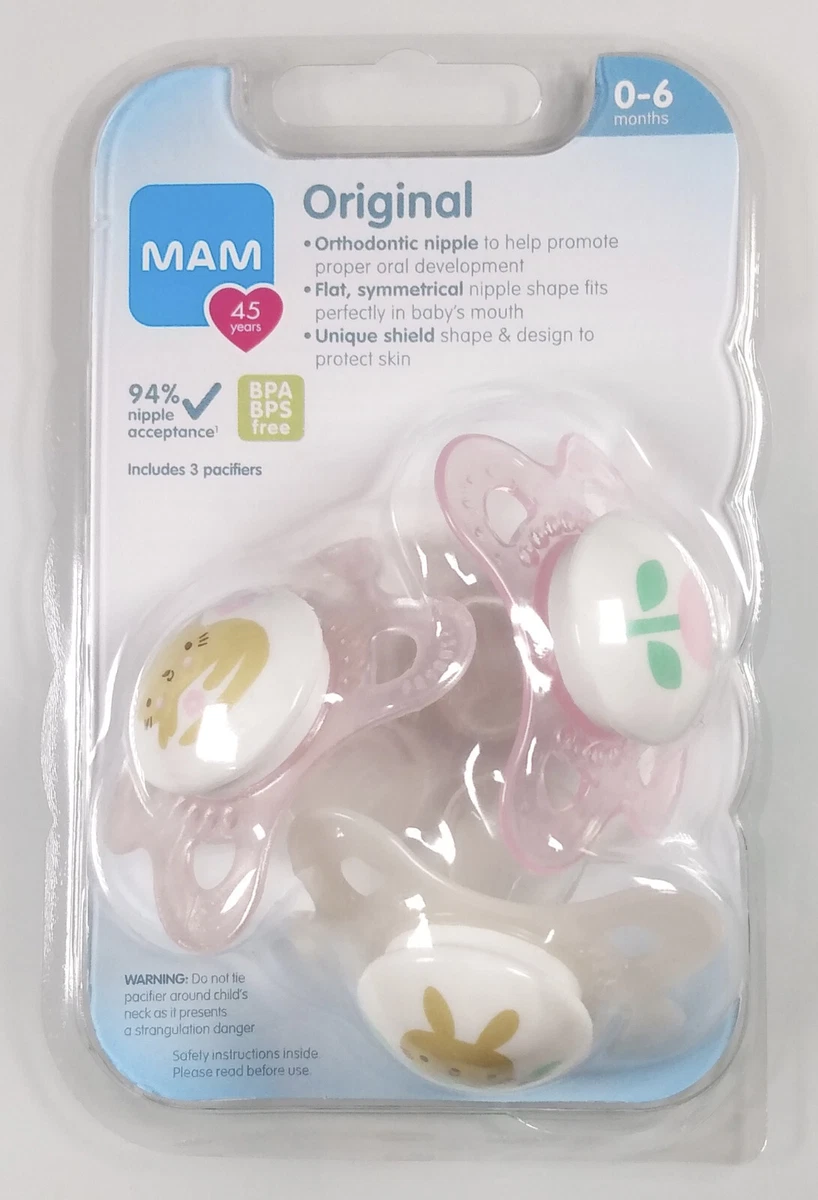 0-6
months
MAM
45
years
Original
• Orthodontic nipple to help promote
proper oral development
• Flat, symmetrical nipple shape fits
perfectly in baby's mouth
• Unique shield shape & design to
protect skin
94%
nipple
acceptance¹
BPA
BPS
free
Includes 3 pacifiers
WARNING: Do not tie
pacifier around child's
neck as it presents
a strangulation danger
Safety instructions inside.
Please read before use.